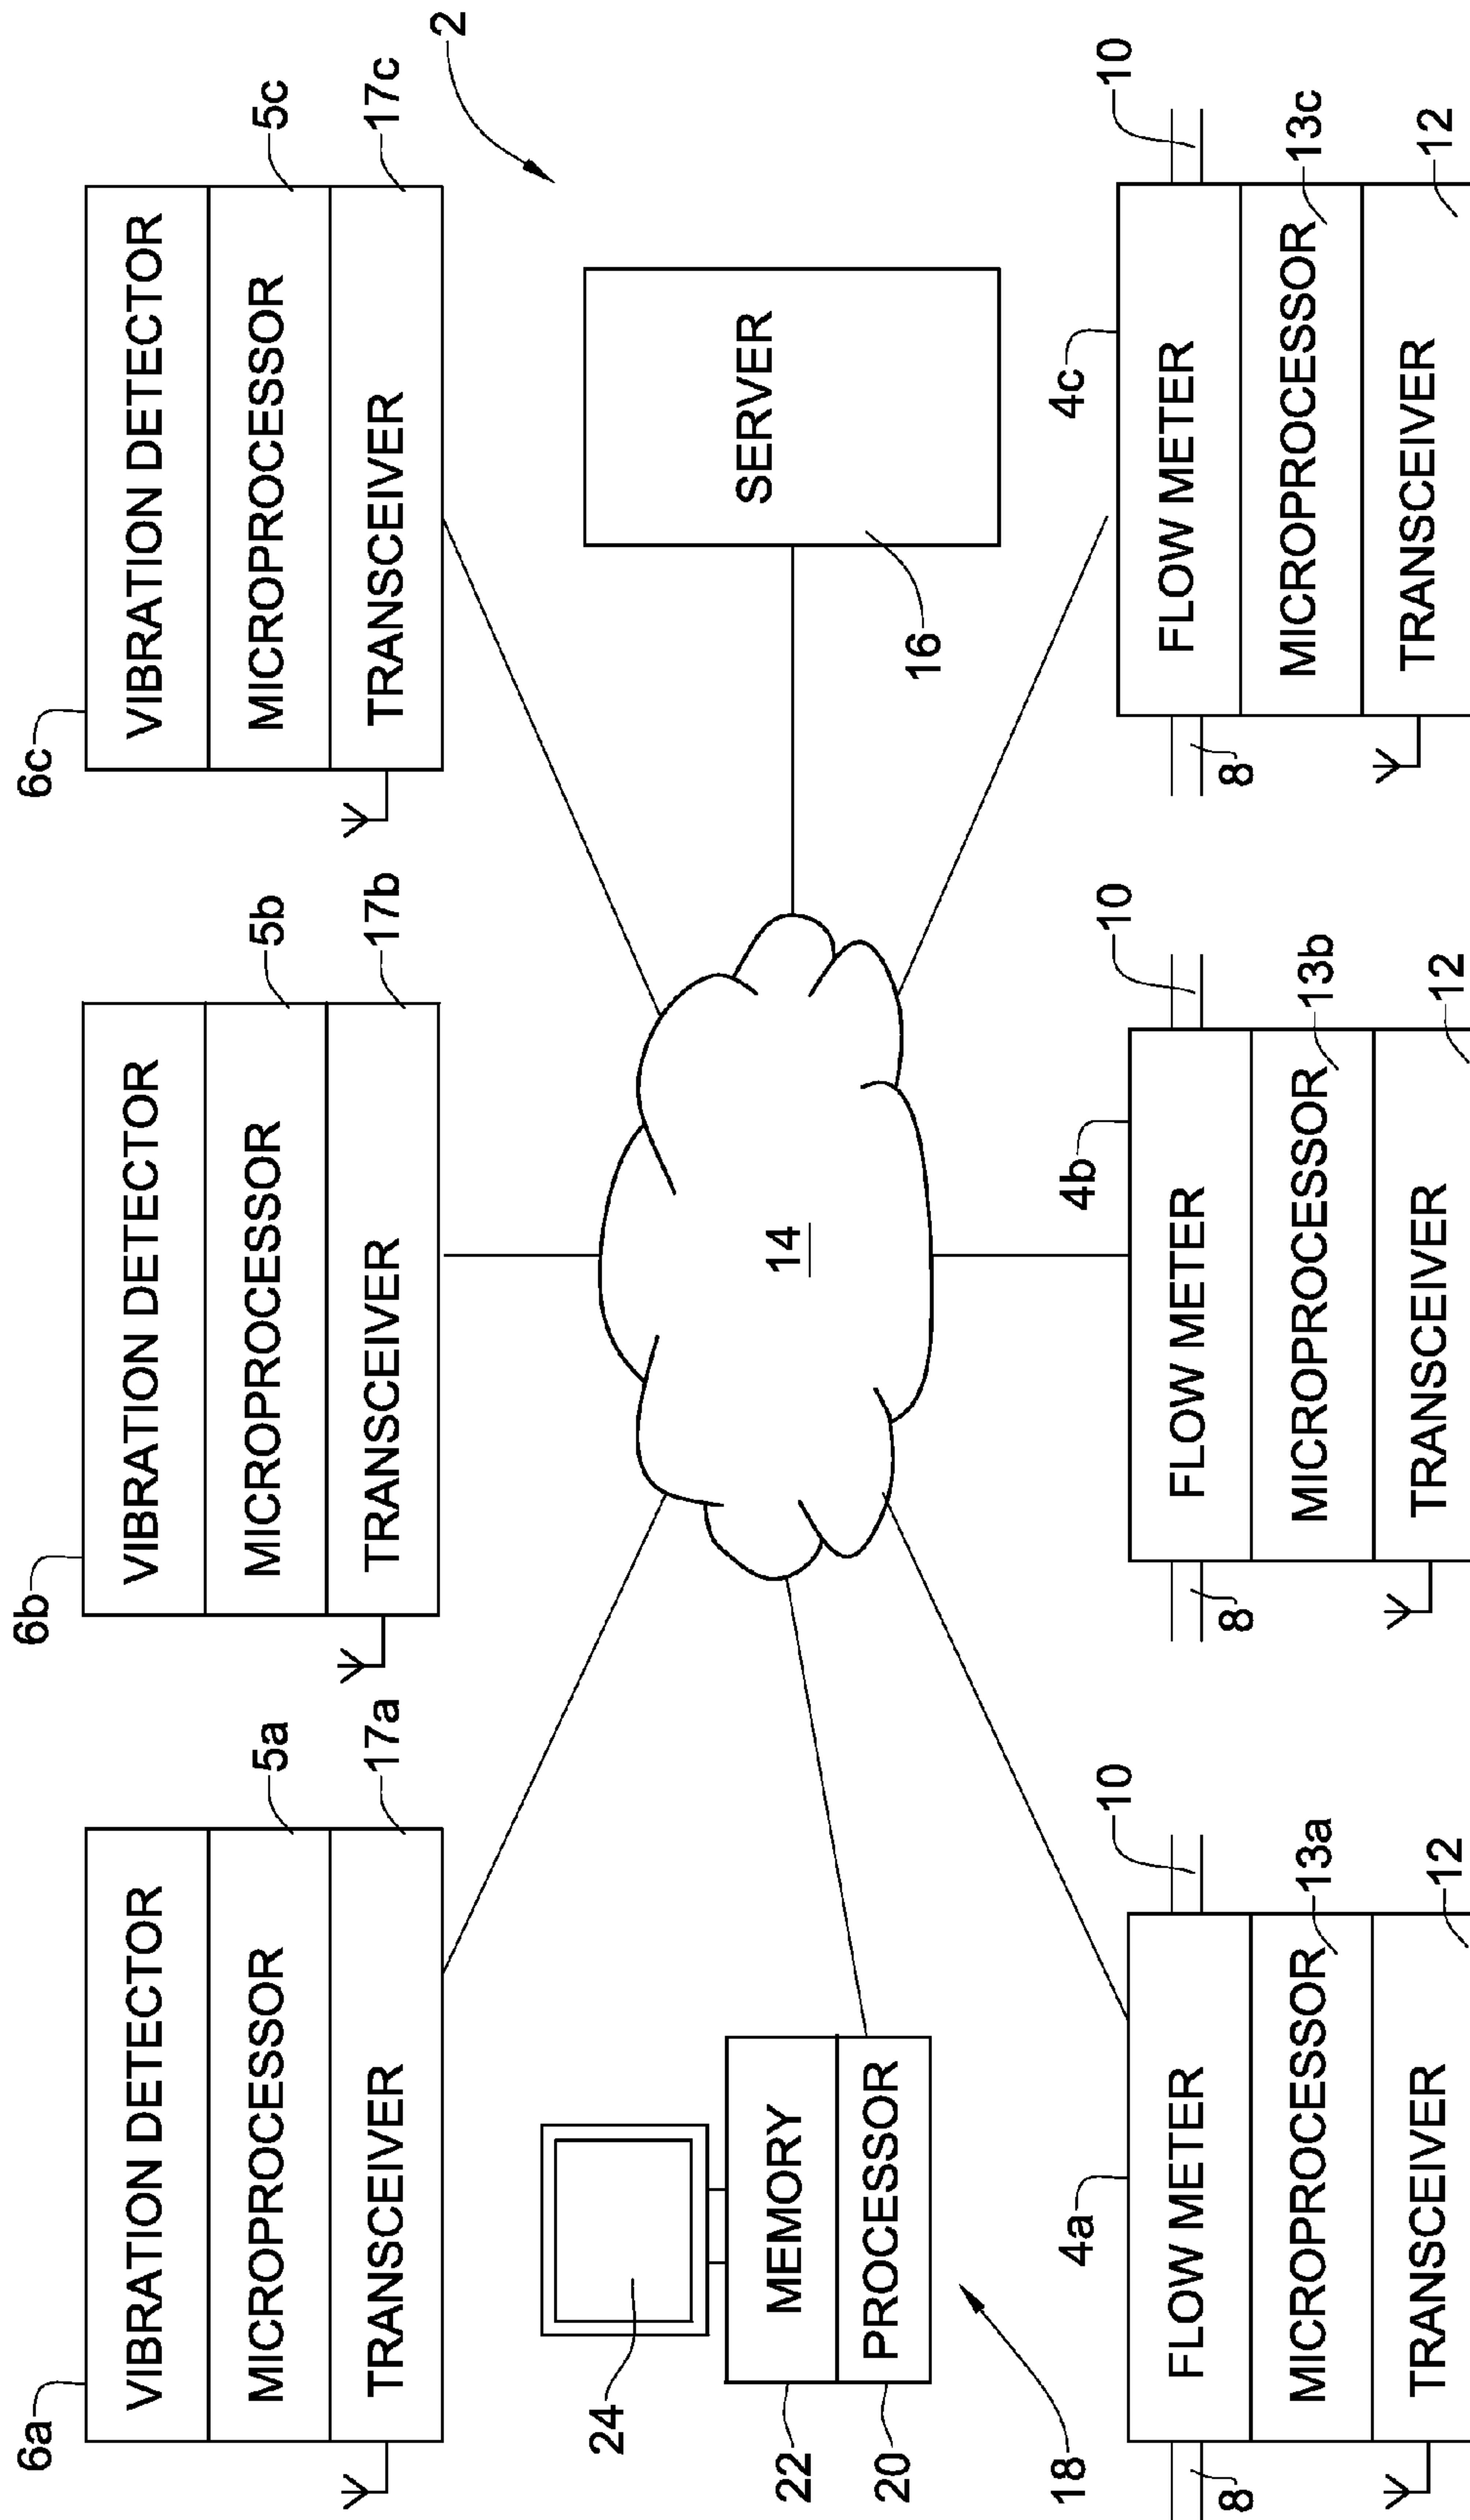 6a
VIBRATION DETECTOR
MICROPROCESSOR
TRANSCEIVER
5a
17a
6b
VIBRATION DETECTOR
MICROPROCESSOR
TRANSCEIVER
5b
17b
6c
VIBRATION DETECTOR
MICROPROCESSOR
TRANSCEIVER
5c
17c
2
24
22
20
MEMORY
PROCESSOR
18
14
SERVER
16
4a
8
FLOW METER
MICROPROCESSOR
TRANSCEIVER
10
13a
12
4b
8
FLOW METER
MICROPROCESSOR
TRANSCEIVER
10
13b
12
4c
8
FLOW METER
MICROPROCESSOR
TRANSCEIVER
10
13c
12